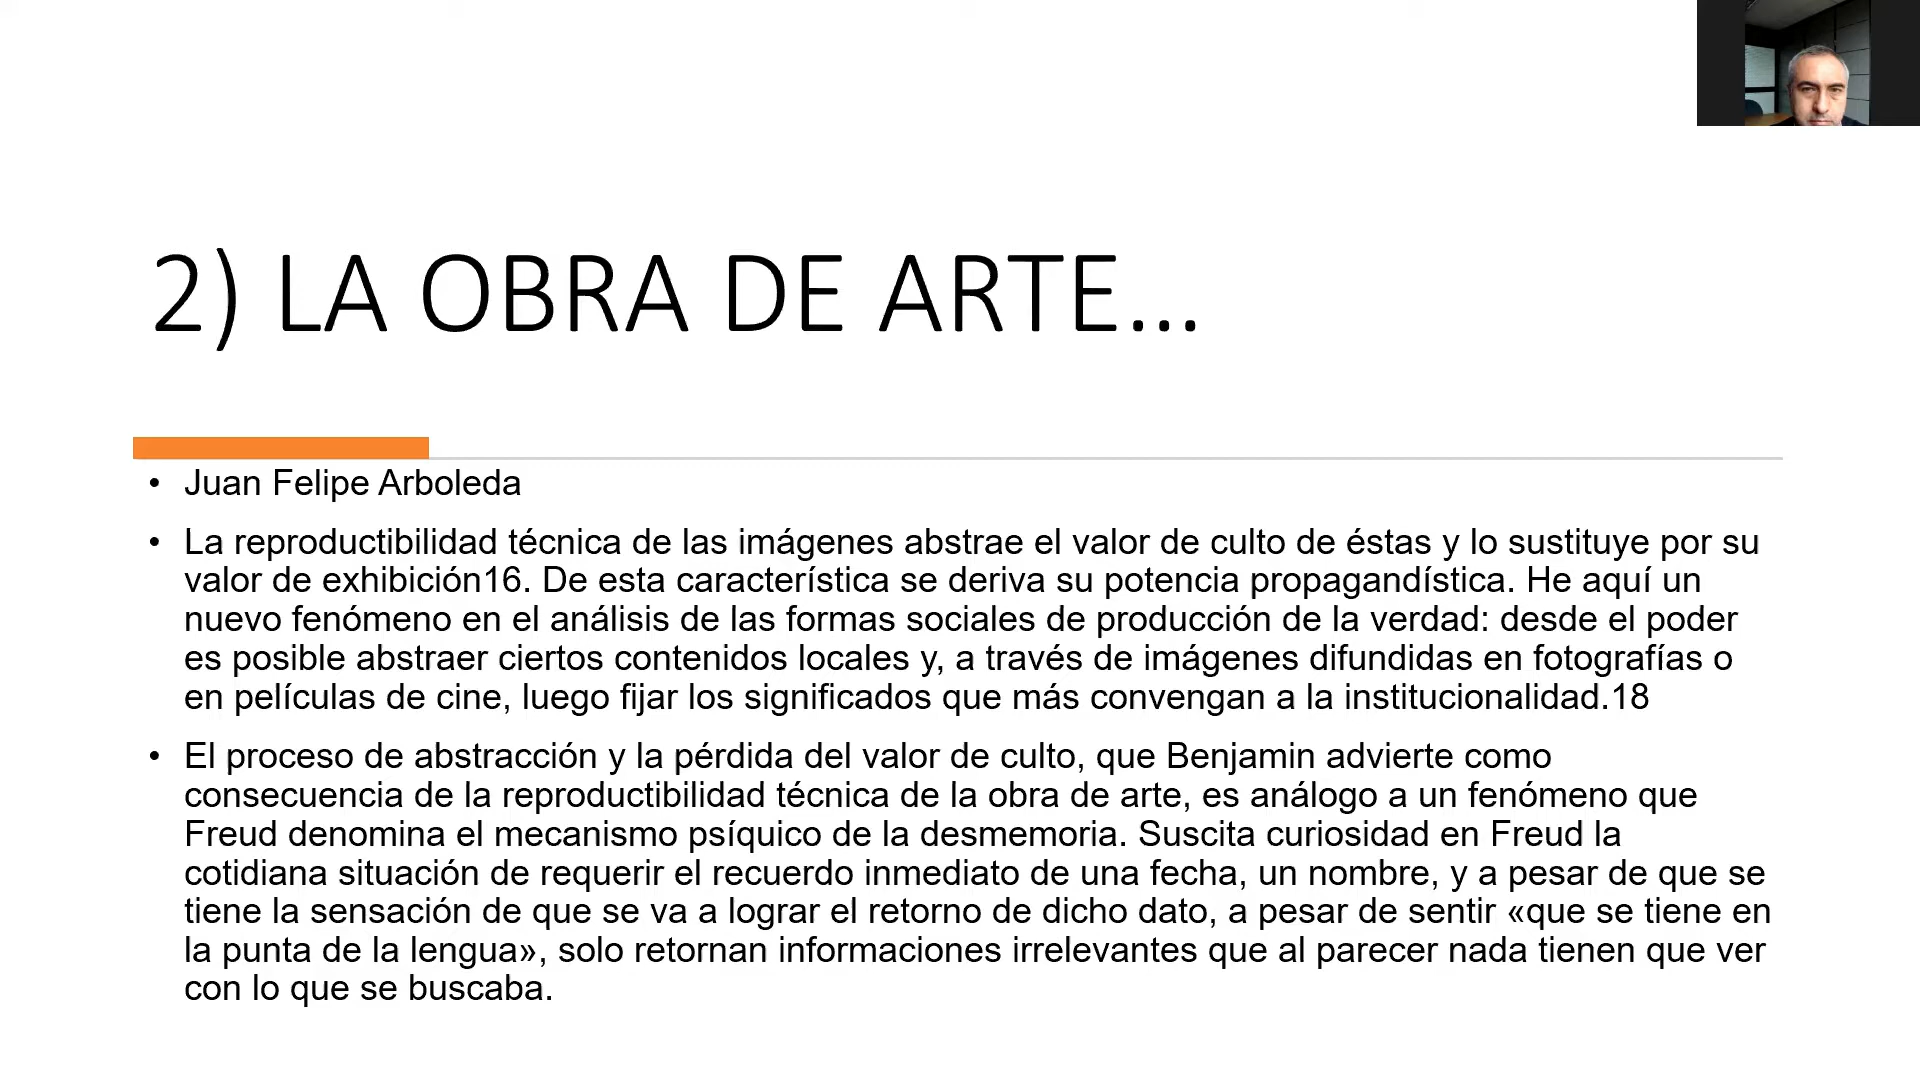 2) LA OBRA DE ARTE...
• Juan Felipe Arboleda
• La reproductibilidad técnica de las imágenes abstrae el valor de culto de éstas y lo sustituye por su
valor de exhibición16. De esta característica se deriva su potencia propagandística. He aquí un
nuevo fenómeno en el análisis de las formas sociales de producción de la verdad: desde el poder
es posible abstraer ciertos contenidos locales y, a través de imágenes difundidas en fotografías o
en películas de cine, luego fijar los significados que más convengan a la institucionalidad.18
• El proceso de abstracción y la pérdida del valor de culto, que Benjamin advierte como
consecuencia de la reproductibilidad técnica de la obra de arte, es análogo a un fenómeno que
Freud denomina el mecanismo psíquico de la desmemoria. Suscita curiosidad en Freud la
cotidiana situación de requerir el recuerdo inmediato de una fecha, un nombre, y a pesar de que se
tiene la sensación de que se va a lograr el retorno de dicho dato, a pesar de sentir «que se tiene en
la punta de la lengua», solo retornan informaciones irrelevantes que al parecer nada tienen que ver
con lo que se buscaba.